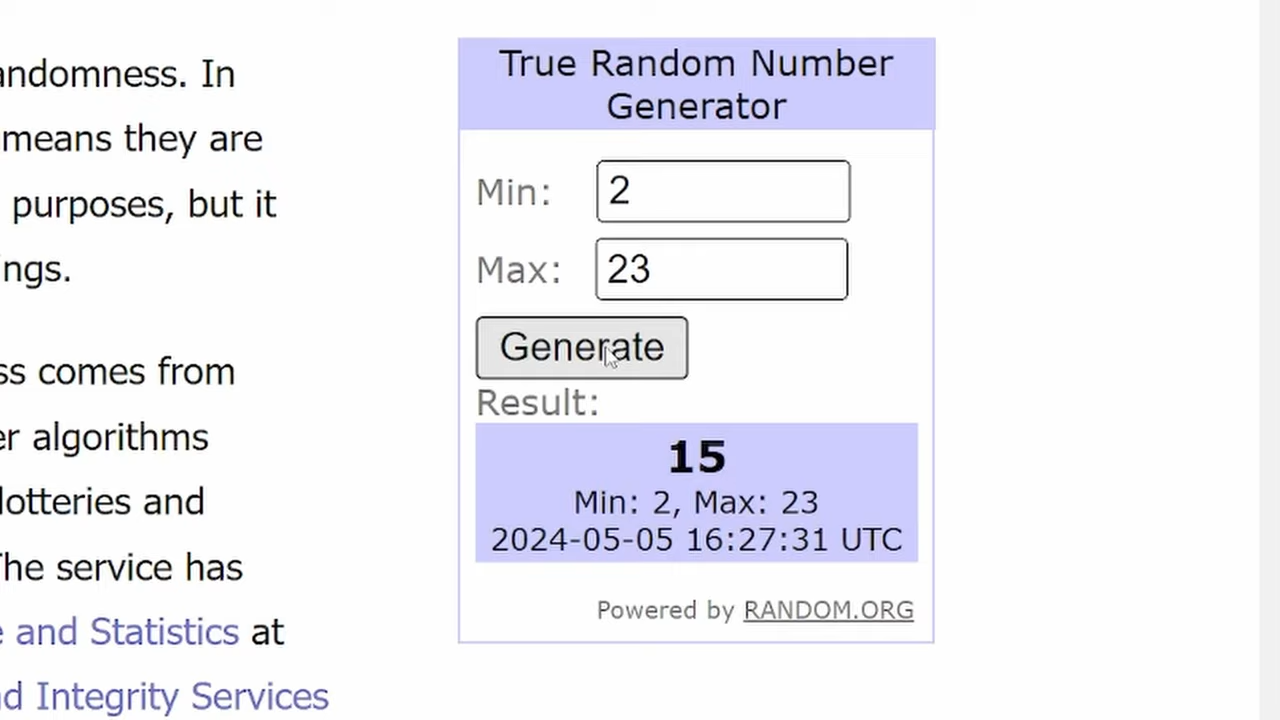 andomness. In
means they are
purposes, but it
ngs.
ss comes from
er algorithms
lotteries and
The service has
e and Statistics at
nd Integrity Services
True Random Number
Generator
Min: 2
Max: 23
Generate
Result:
15
Min: 2, Max: 23
2024-05-05 16:27:31 UTC
Powered by RANDOM.ORG